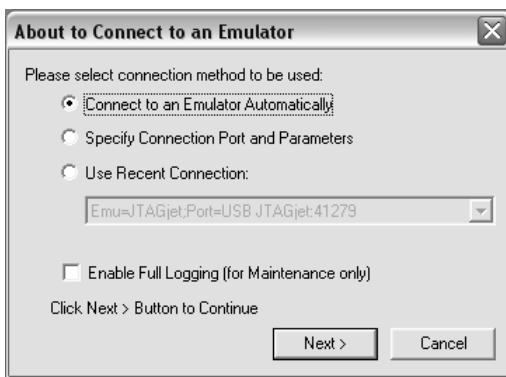 About to Connect to an Emulator
Please select connection method to be used:
Connect to an Emulator Automatically
Specify Connection Port and Parameters
Use Recent Connection:
Emu=JTAGjet;Port=USB JTAGjet:41279
Enable Full Logging (for Maintenance only)
Click Next > Button to Continue
Next >
Cancel